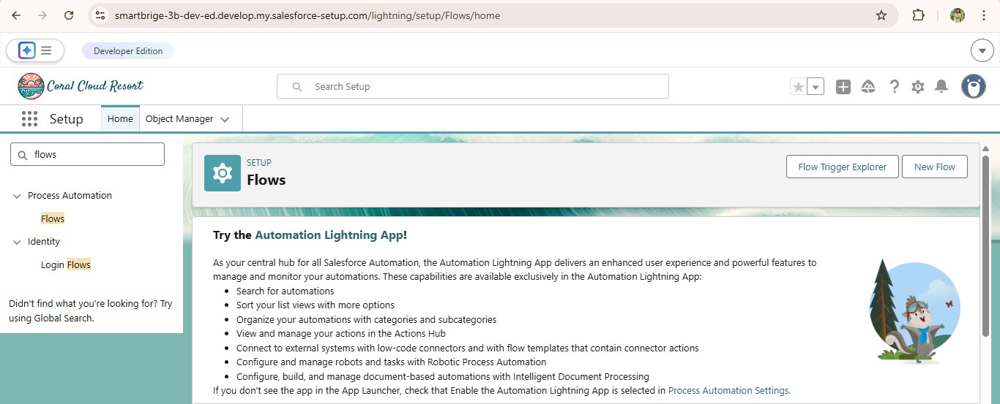 smartbrige-3b-dev-ed.develop.my.salesforce-setup.com/lightning/setup/Flows/home
Developer Edition
Coral Cloud Resort
Search Setup
Setup
Home
Object Manager
flows
Process Automation
Flows
Identity
Login Flows
Didn't find what you're looking for? Try
using Global Search.
SETUP
Flows
Flow Trigger Explorer
New Flow
Try the Automation Lightning App!
As your central hub for all Salesforce Automation, the Automation Lightning App delivers an enhanced user experience and powerful features to
manage and monitor your automations. These capabilities are available exclusively in the Automation Lightning App:
• Search for automations
• Sort your list views with more options
• Organize your automations with categories and subcategories
• View and manage your actions in the Actions Hub
• Connect to external systems with low-code connectors and with flow templates that contain connector actions
• Configure and manage robots and tasks with Robotic Process Automation
• Configure, build, and manage document-based automations with Intelligent Document Processing
If you don't see the app in the App Launcher, check that Enable the Automation Lightning App is selected in Process Automation Settings.